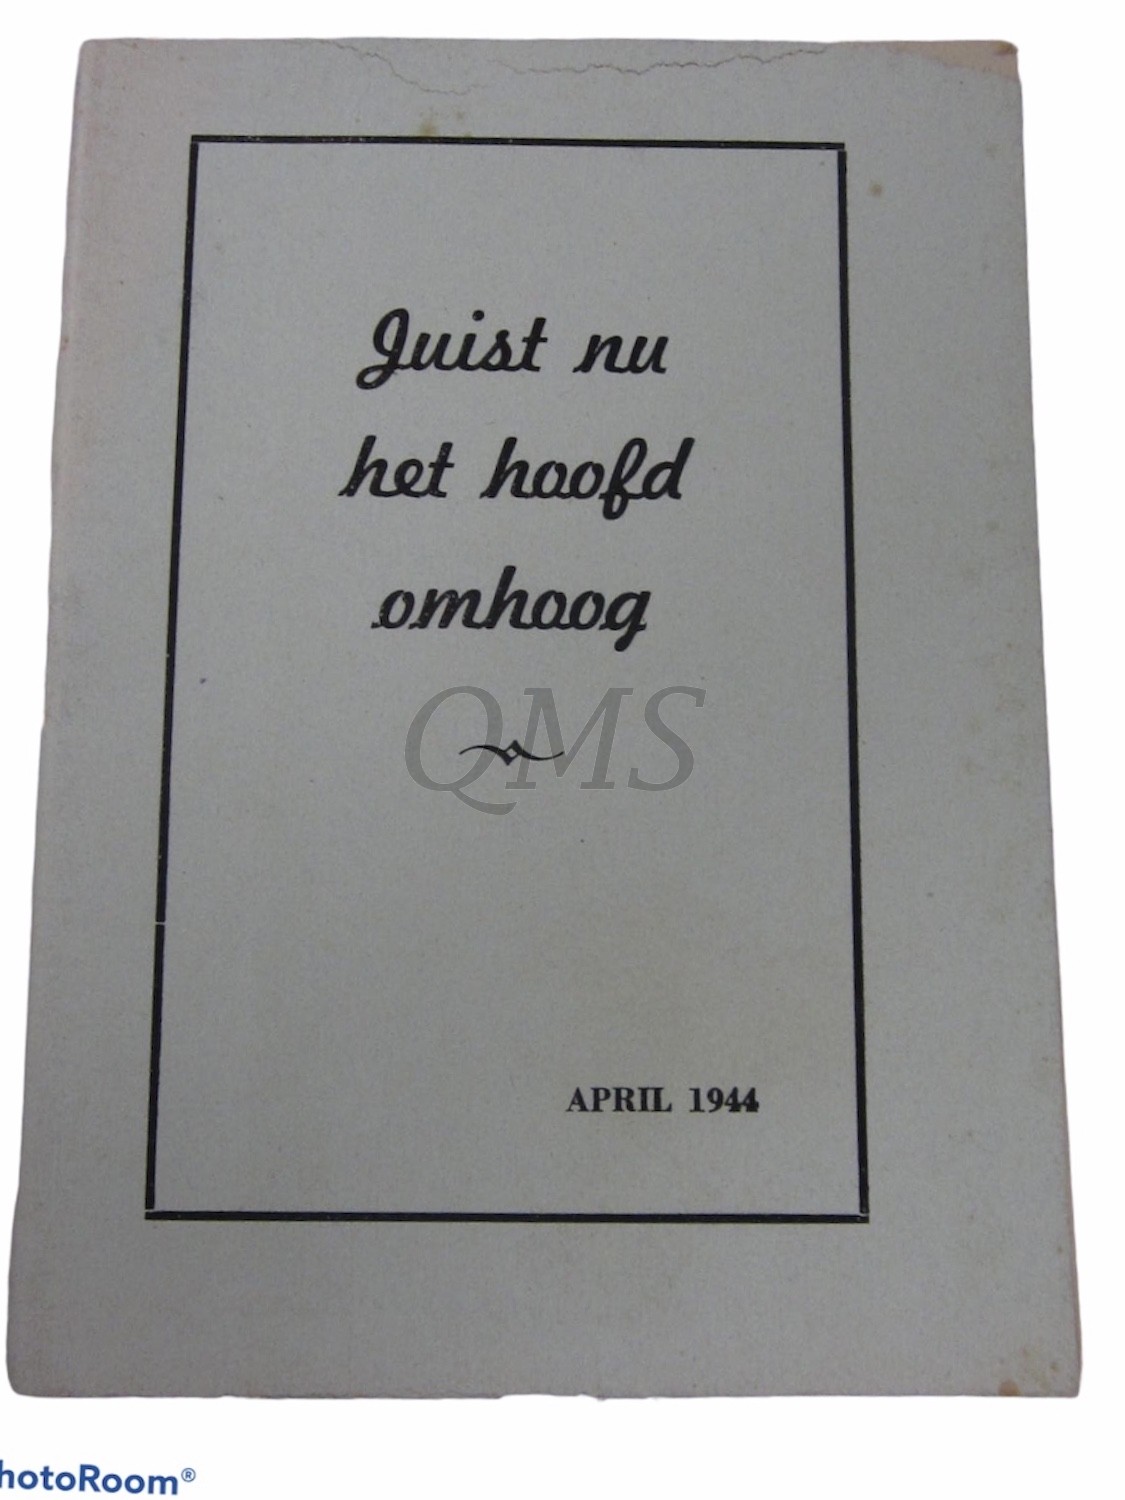 Juist nu
het hoofd
omhoog
QMS
APRIL 1944
hotoRoom®